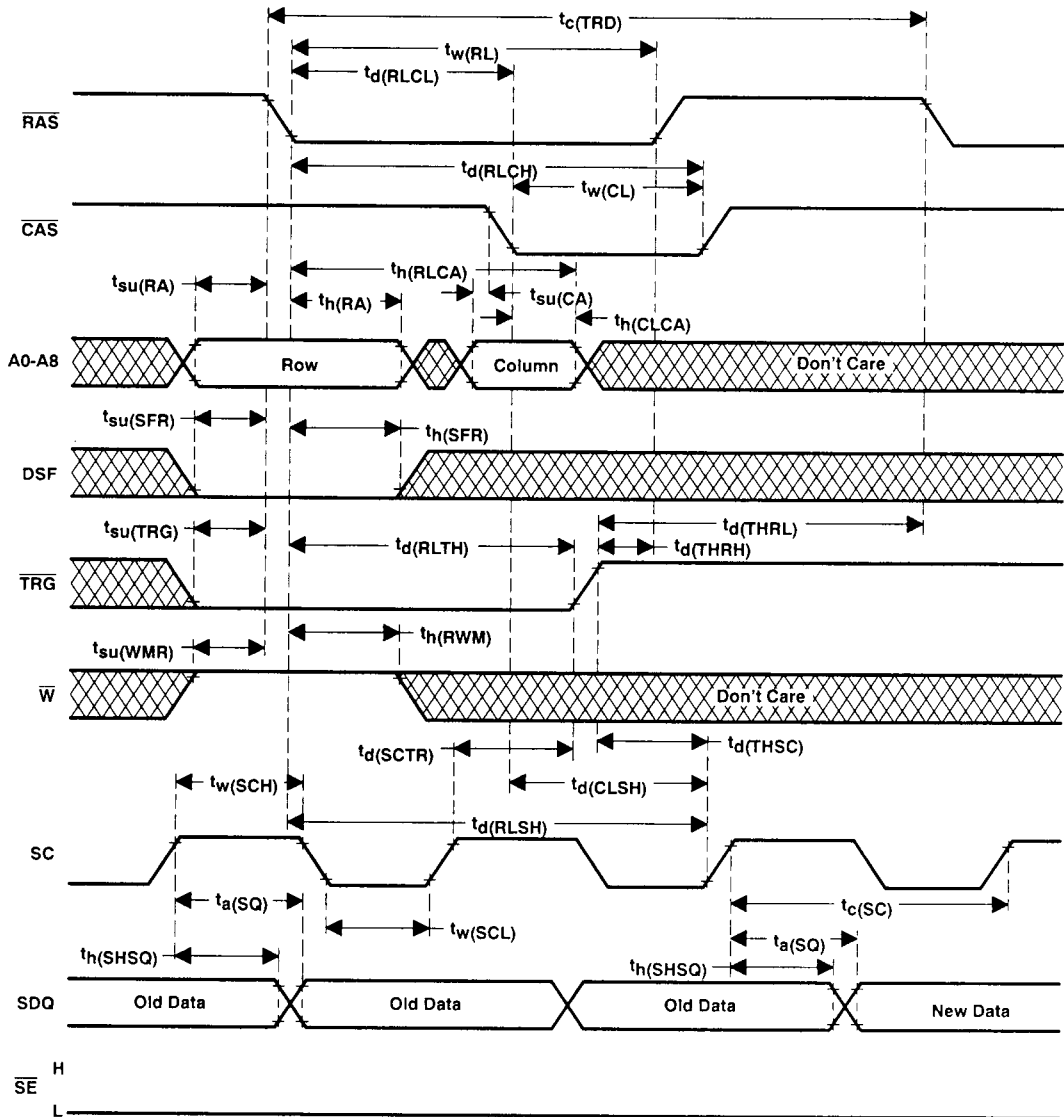 tc(TRD)
tw(RL)
td(RLCL)
RAS
td(RLCH)
tw(CL)
CAS
th(RLCA)
tsu(RA)
th(RA)
tsu(CA)
th(CLCA)
A0-A8
Row
Column
Don't Care
tsu(SFR)
th(SFR)
DSF
tsu(TRG)
td(THRL)
td(RLTH)
td(THRH)
TRG
tsu(WMR)
th(RWM)
W
Don't Care
td(SCTR)
td(THSC)
tw(SCH)
td(CLSH)
td(RLSH)
SC
ta(SQ)
tc(SC)
tw(SCL)
ta(SQ)
th(SHSQ)
th(SHSQ)
SDQ
Old Data
Old Data
Old Data
New Data
SE
H
L